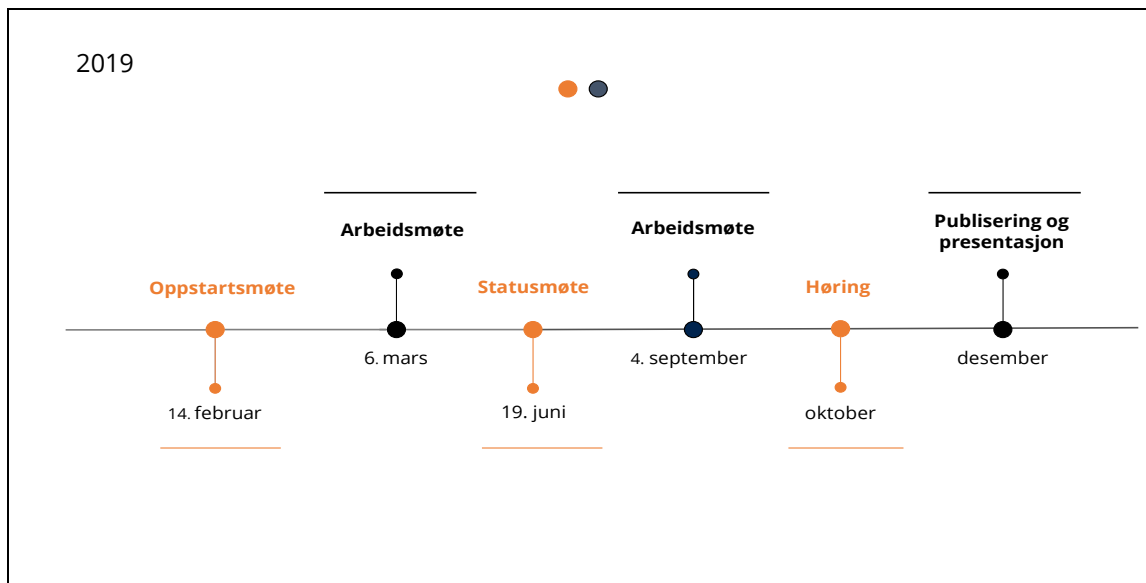 2019
Arbeidsmøte
Arbeidsmøte
Publisering og
presentasjon
Oppstartsmøte
Statusmøte
Høring
6. mars
4. september
desember
14. februar
19. juni
oktober